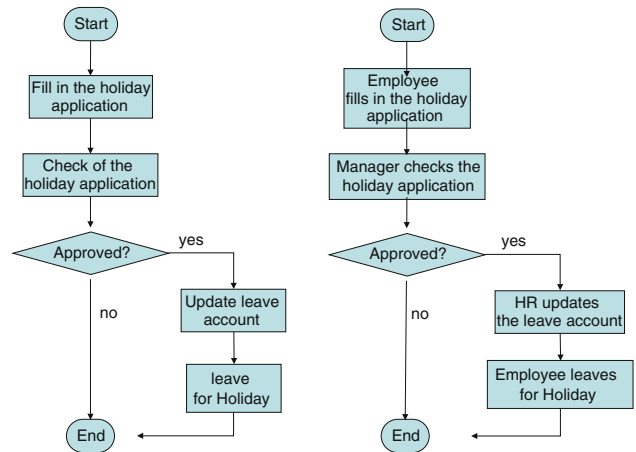 Start
Fill in the holiday
application
Check of the
holiday application
Approved?
yes
no
Update leave
account
leave
for Holiday
End
Start
Employee
fills in the holiday
application
Manager checks the
holiday application
Approved?
yes
no
HR updates
the leave account
Employee leaves
for Holiday
End